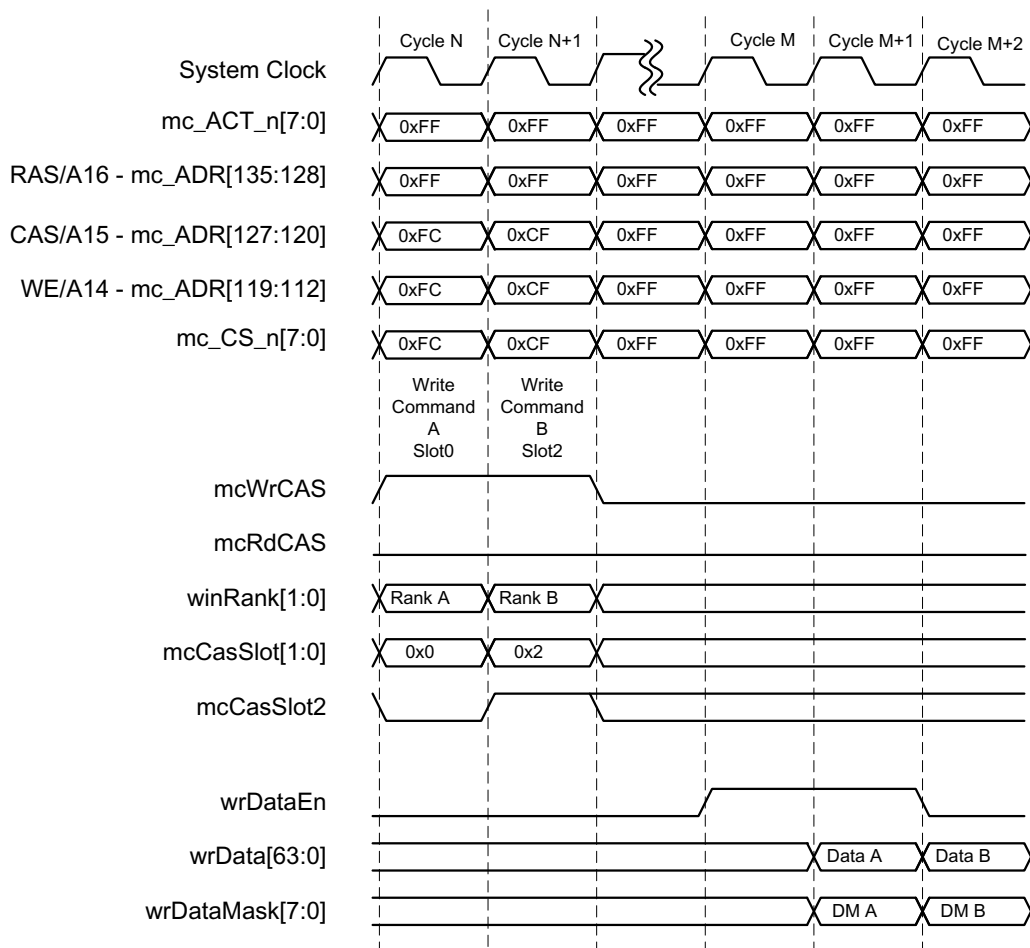 Cycle N Cycle N+1 Cycle M Cycle M+1 Cycle M+2
System Clock
mc_ACT_n[7:0] 0xFF 0xFF 0xFF 0xFF 0xFF 0xFF
RAS/A16 - mc_ADR[135:128] 0xFF 0xFF 0xFF 0xFF 0xFF 0xFF
CAS/A15 - mc_ADR[127:120] 0xFC 0xCF 0xFF 0xFF 0xFF 0xFF
WE/A14 - mc_ADR[119:112] 0xFC 0xCF 0xFF 0xFF 0xFF 0xFF
mc_CS_n[7:0] 0xFC 0xCF 0xFF 0xFF 0xFF 0xFF
Write
Command
A
Slot0
Write
Command
B
Slot2
mcWrCAS
mcRdCAS
winRank[1:0] Rank A Rank B
mcCasSlot[1:0] 0x0 0x2
mcCasSlot2
wrDataEn
wrData[63:0] Data A Data B
wrDataMask[7:0] DM A DM B